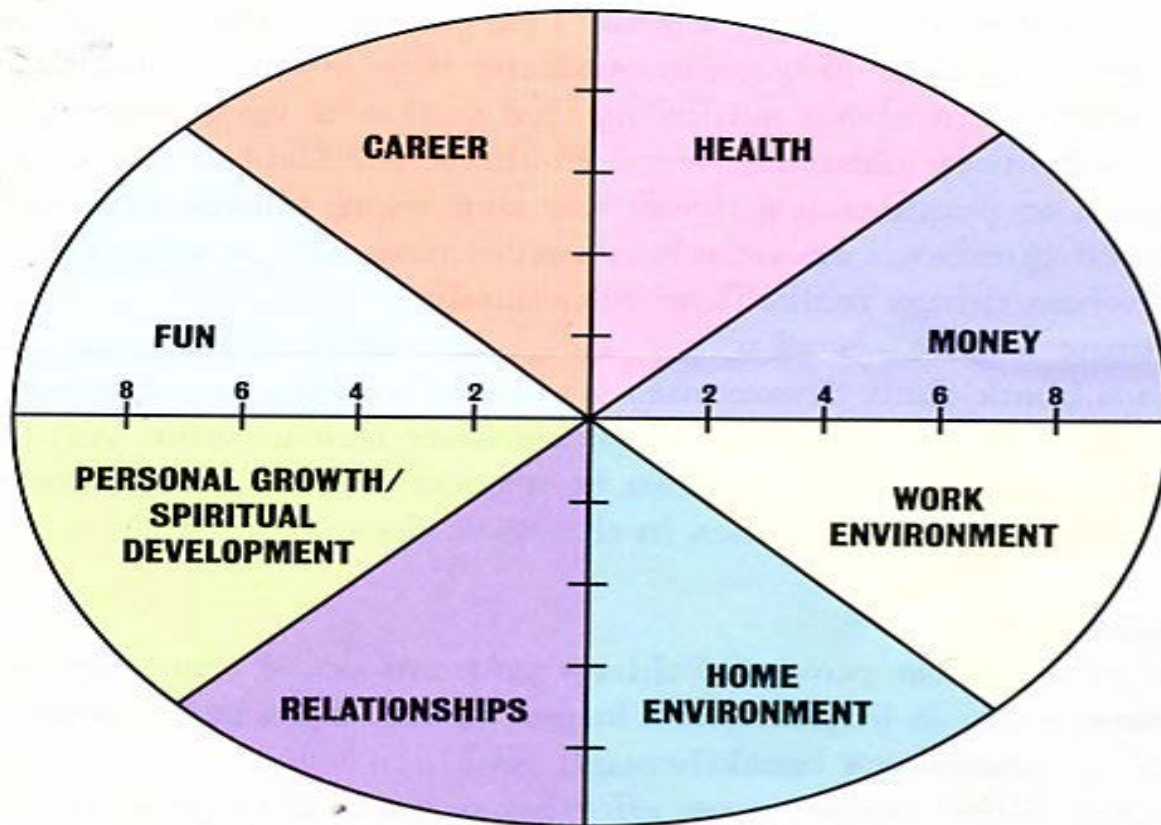 CAREER
HEALTH
FUN
MONEY
8 6 4 2 2 4 6 8
PERSONAL GROWTH/
SPIRITUAL
DEVELOPMENT
WORK
ENVIRONMENT
RELATIONSHIPS
HOME
ENVIRONMENT